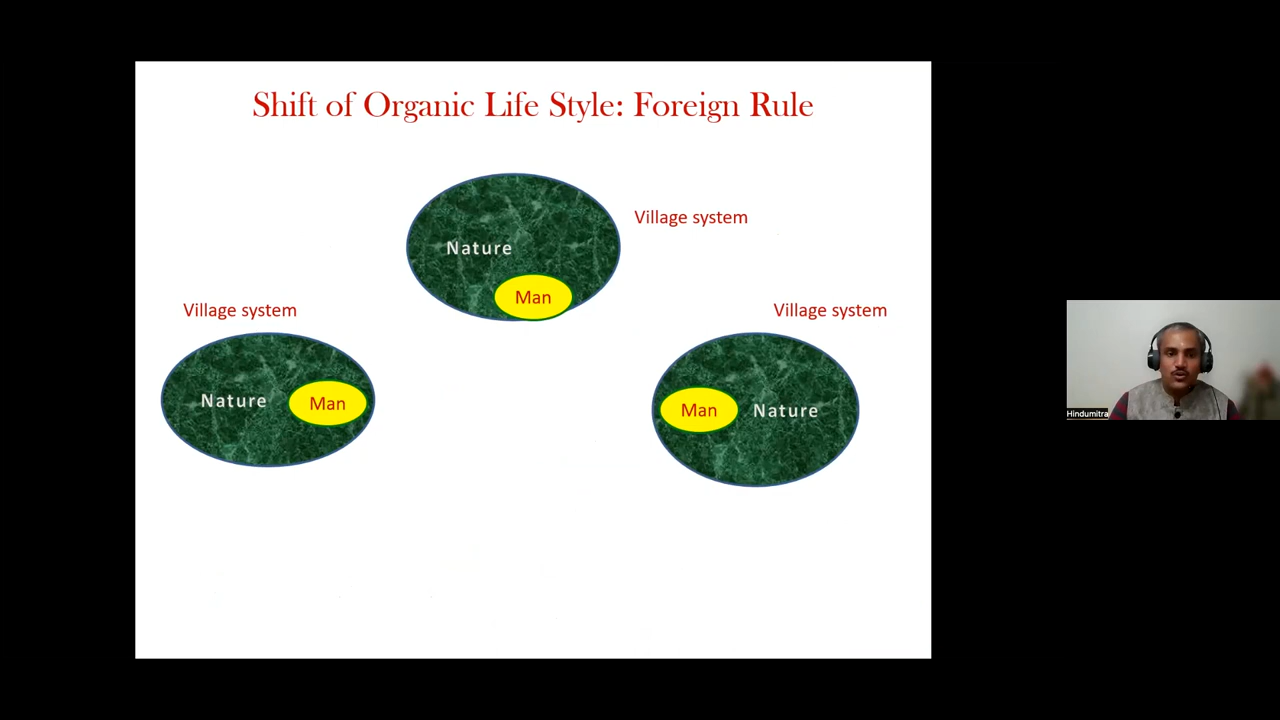 Shift of Organic Life Style: Foreign Rule
Village system
Nature
Man
Village system
Nature
Man
Village system
Man
Nature
Hindumitra